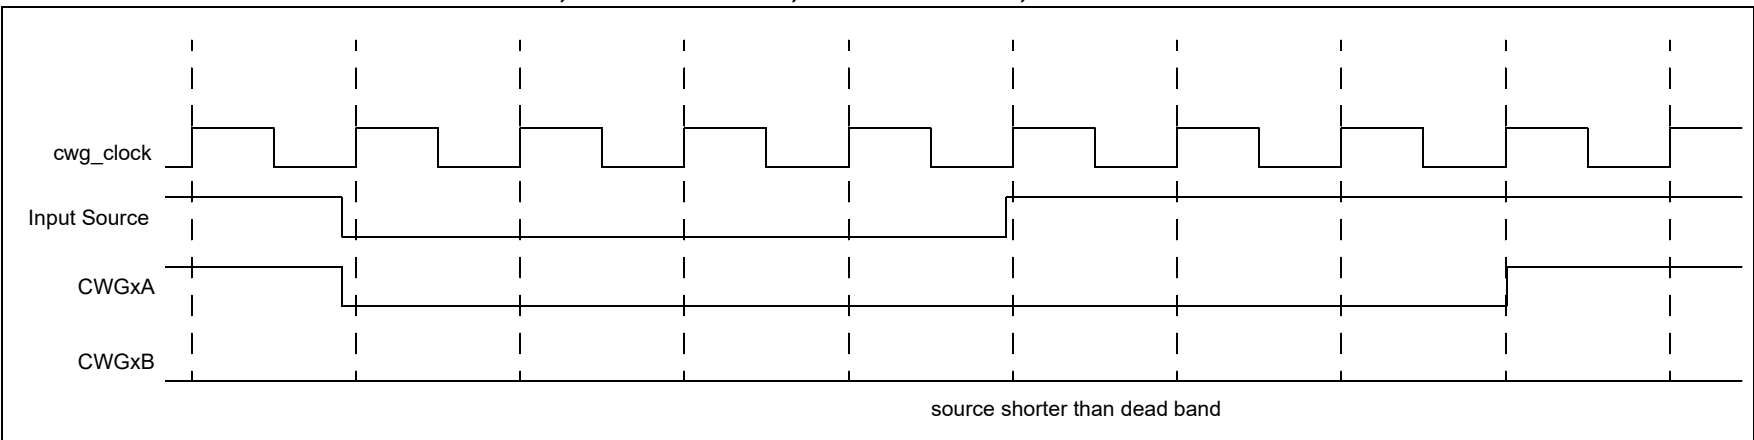 cwg_clock
Input Source
CWGxA
CWGxB
source shorter than dead band